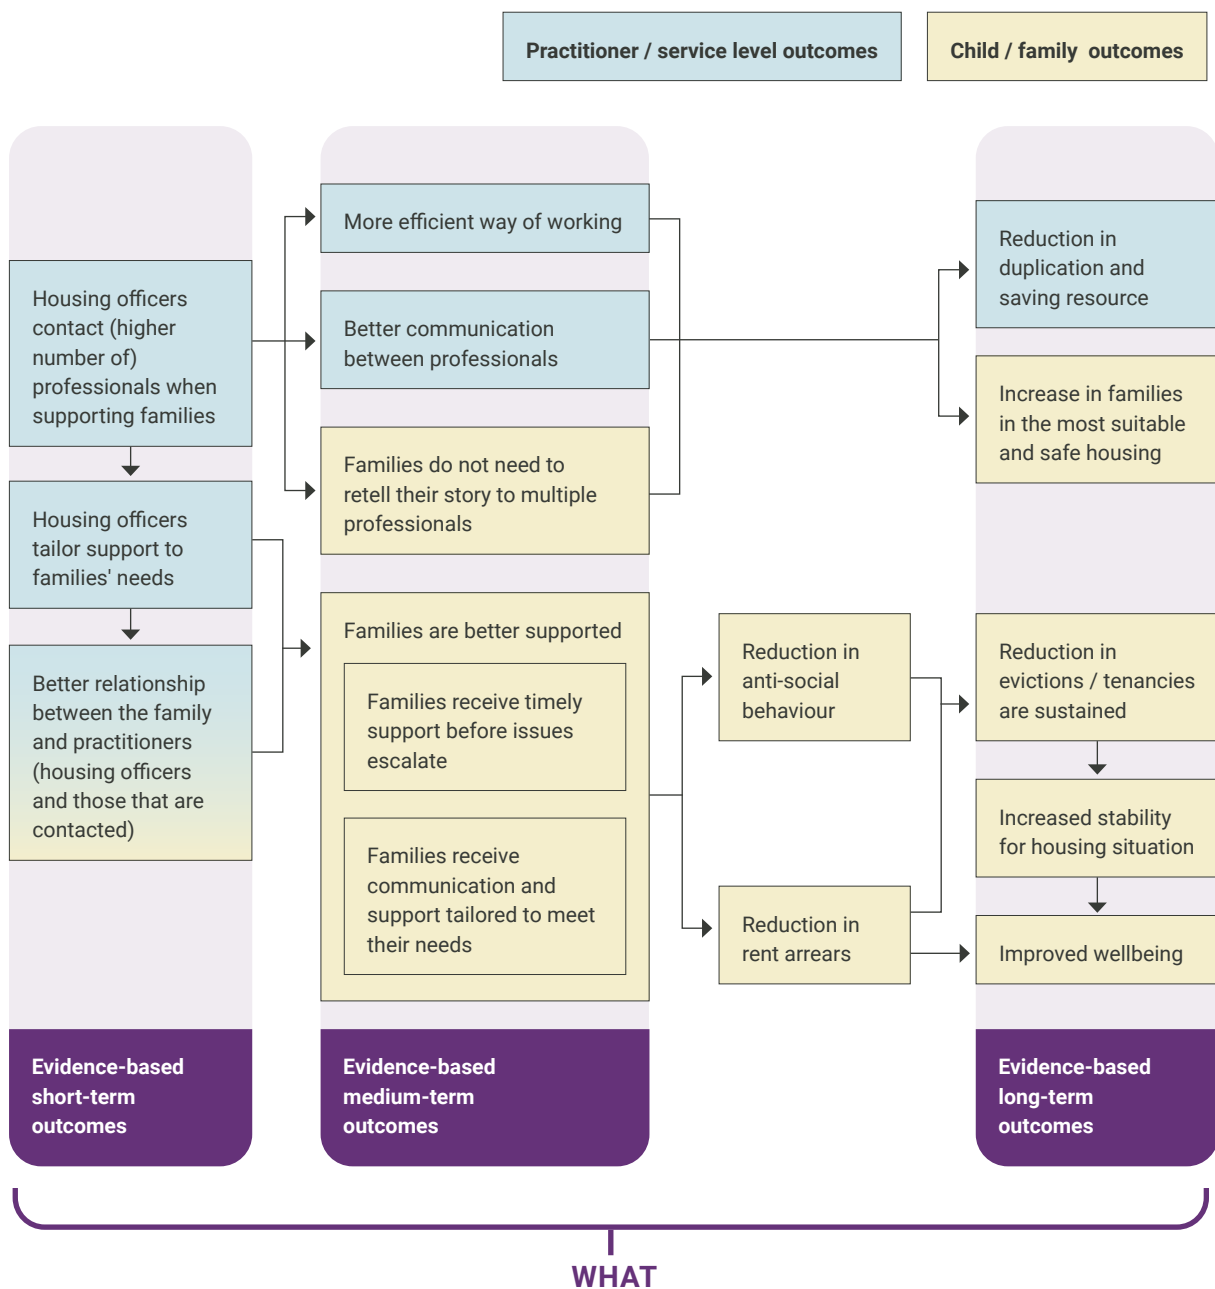 Practitioner / service level outcomes
Child / family outcomes
Housing officers
contact (higher
number of)
professionals when
supporting families
Housing officers
tailor support to
families' needs
Better relationship
between the family
and practitioners
(housing officers
and those that are
contacted)
Evidence-based
short-term
outcomes
More efficient way of working
Better communication
between professionals
Families do not need to
retell their story to multiple
professionals
Families are better supported
Families receive timely
support before issues
escalate
Families receive
communication and
support tailored to meet
their needs
Evidence-based
medium-term
outcomes
Reduction in
anti-social
behaviour
Reduction in
rent arrears
Reduction in
duplication and
saving resource
Increase in families
in the most suitable
and safe housing
Reduction in
evictions / tenancies
are sustained
Increased stability
for housing situation
Improved wellbeing
Evidence-based
long-term
outcomes
WHAT